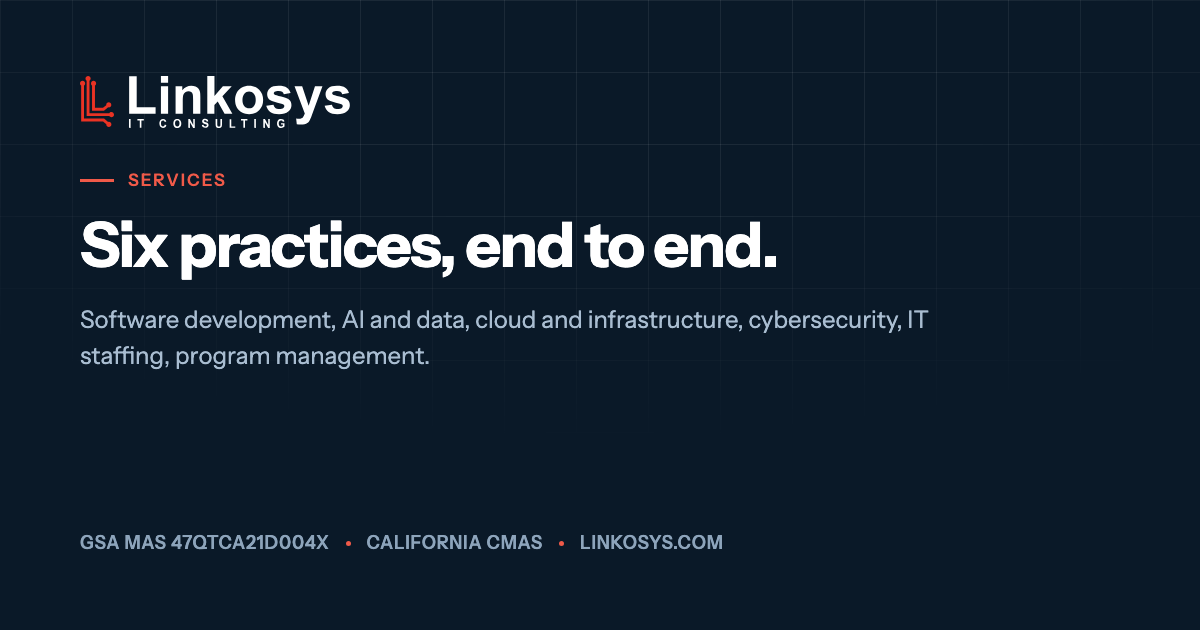 Linkosys
IT CONSULTING
SERVICES
Six practices, end to end.
Software development, AI and data, cloud and infrastructure, cybersecurity, IT
staffing, program management.
GSA MAS 47QTCA21D004X • CALIFORNIA CMAS • LINKOSYS.COM